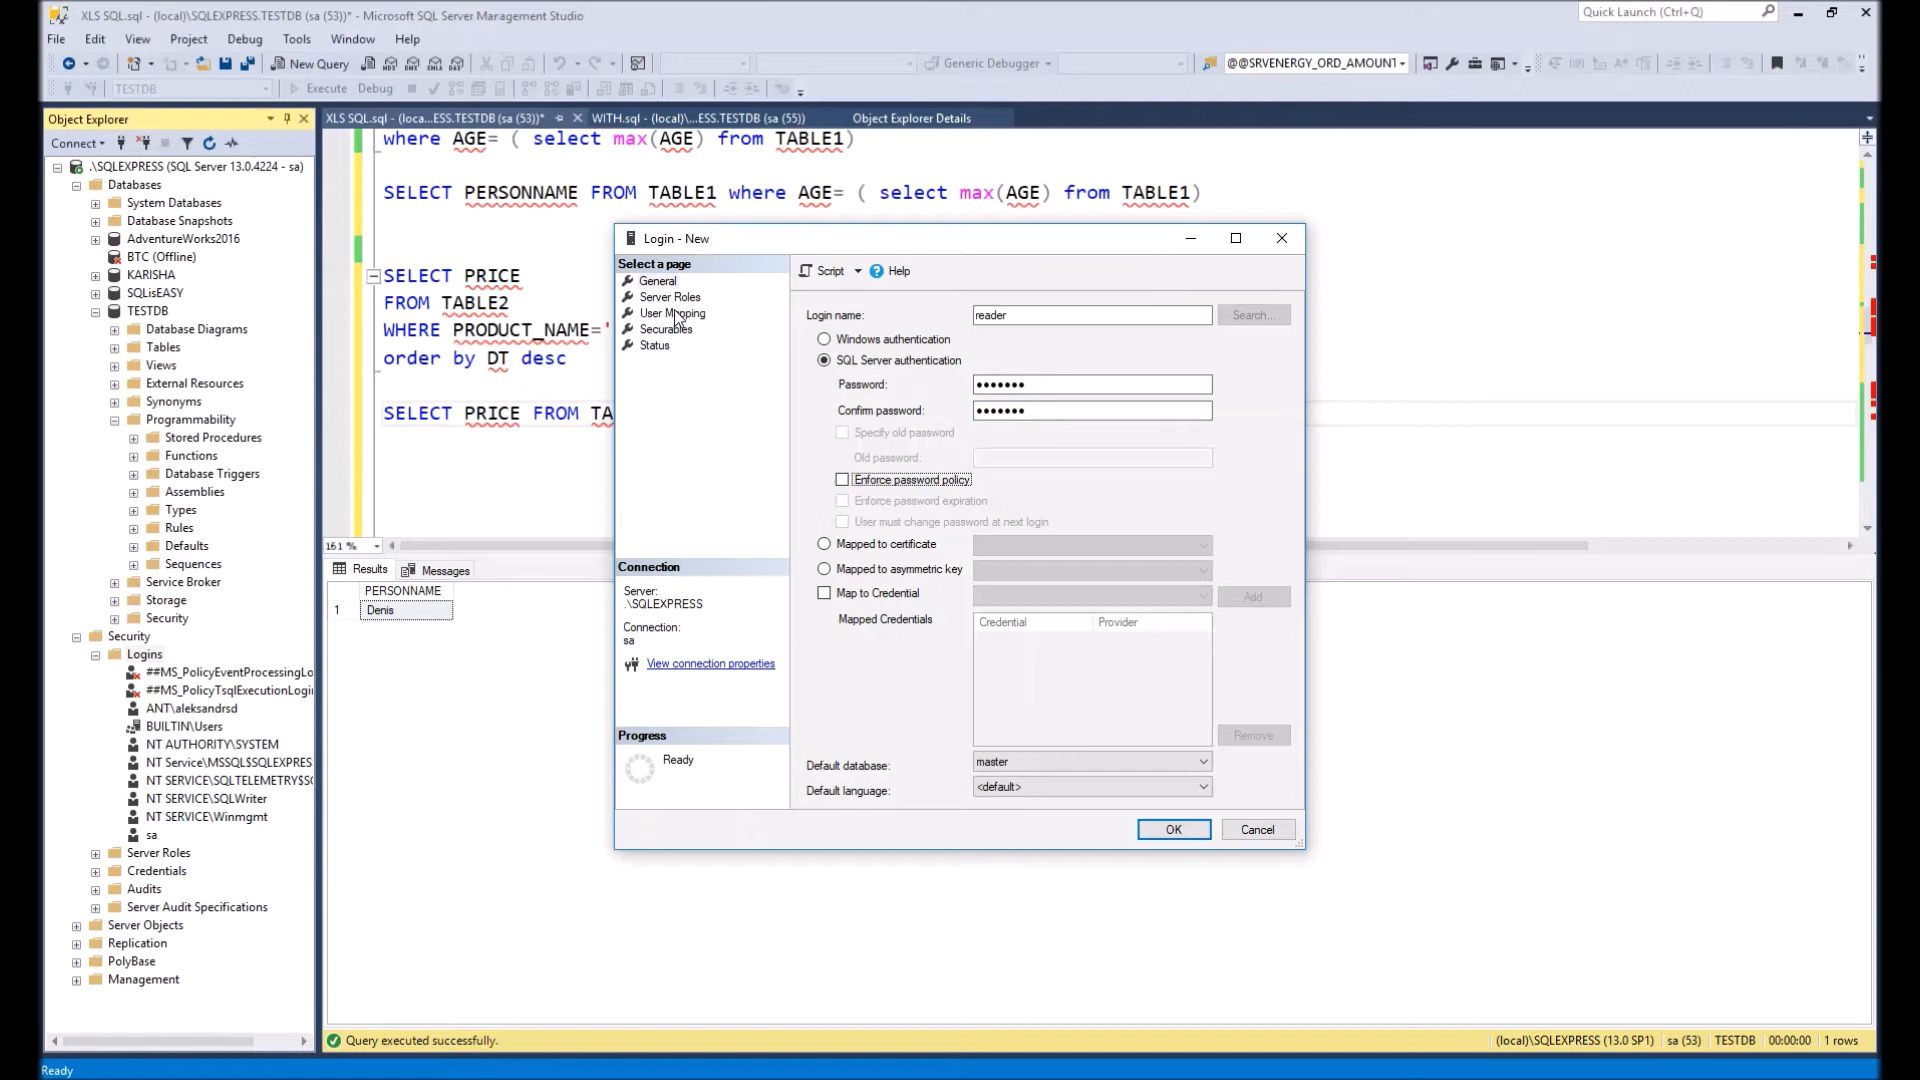 XLS SQL.sql - (local)\SQLEXPRESS.TESTDB (sa (53))* - Microsoft SQL Server Management Studio
Quick Launch (Ctrl+Q)
File Edit View Project Debug Tools Window Help
New Query
Generic Debugger
@@SRVENERGY_ORD_AMOUNT
TESTDB
Execute Debug
Object Explorer
XLS SQL.sql - (loca...ESS.TESTDB (sa (53))*
WITH.sql - (local)\...ESS.TESTDB (sa (55))
Object Explorer Details
Connect
.\SQLEXPRESS (SQL Server 13.0.4224 - sa)
Databases
System Databases
Database Snapshots
AdventureWorks2016
BTC (Offline)
KARISHA
SQLisEASY
TESTDB
Database Diagrams
Tables
Views
External Resources
Synonyms
Programmability
Stored Procedures
Functions
Database Triggers
Assemblies
Types
Rules
Defaults
Sequences
Service Broker
Storage
Security
Security
Logins
##MS_PolicyEventProcessingLo
##MS_PolicyTsqlExecutionLogi
ANT\aleksandrsd
BUILTIN\Users
NT AUTHORITY\SYSTEM
NT Service\MSSQL$SQLEXPRES
NT SERVICE\SQLTELEMETRY$SC
NT SERVICE\SQLWriter
NT SERVICE\Winmgmt
sa
Server Roles
Credentials
Audits
Server Audit Specifications
Server Objects
Replication
PolyBase
Management
where AGE= ( select max(AGE) from TABLE1)
SELECT PERSONNAME FROM TABLE1 where AGE= ( select max(AGE) from TABLE1)
SELECT PRICE
FROM TABLE2
WHERE PRODUCT_NAME='
order by DT desc
SELECT PRICE FROM TA
161 %
Results Messages
PERSONNAME
1 Denis
Login - New
Select a page
General
Server Roles
User Mapping
Securables
Status
Connection
Server:
.\SQLEXPRESS
Connection:
sa
View connection properties
Progress
Ready
Script Help
Login name: reader Search...
Windows authentication
SQL Server authentication
Password: •••••••
Confirm password: •••••••
Specify old password
Old password:
Enforce password policy
Enforce password expiration
User must change password at next login
Mapped to certificate
Mapped to asymmetric key
Map to Credential Add
Mapped Credentials Credential Provider
Remove
Default database: master
Default language: <default>
OK Cancel
Query executed successfully.
(local)\SQLEXPRESS (13.0 SP1) sa (53) TESTDB 00:00:00 1 rows
Ready